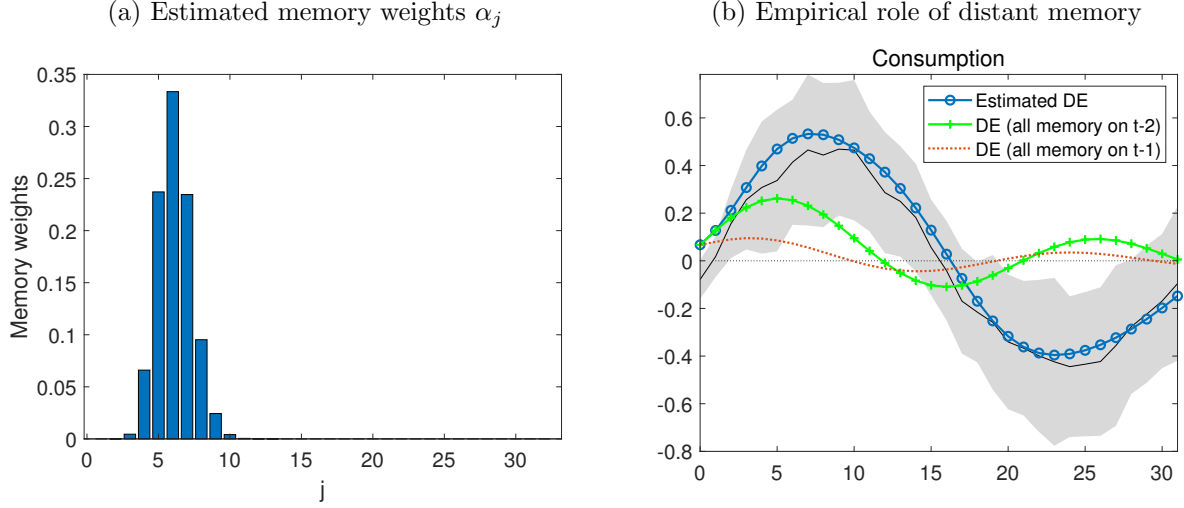 (a) Estimated memory weights αj
(b) Empirical role of distant memory
0.35
0.3
0.25
0.2
0.15
0.1
0.05
0
Memory weights
0 5 10 15 20 25 30
j
Consumption
Estimated DE
DE (all memory on t-2)
DE (all memory on t-1)
0.6
0.4
0.2
0
-0.2
-0.4
-0.6
-0.8
0 5 10 15 20 25 30